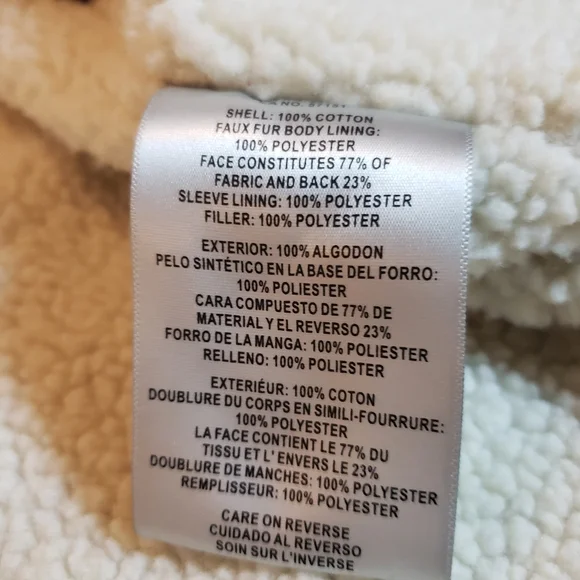 SHELL: 100% COTTON
FAUX FUR BODY LINING:
100% POLYESTER
FACE CONSTITUTES 77% OF
FABRIC AND BACK 23%
SLEEVE LINING: 100% POLYESTER
FILLER: 100% POLYESTER
EXTERIOR: 100% ALGODON
PELO SINTÉTICO EN LA BASE DEL FORRO:
100% POLIESTER
CARA COMPUESTO DE 77% DE
MATERIAL Y EL REVERSO 23%
FORRO DE LA MANGA: 100% POLIESTER
RELLENO: 100% POLIESTER
EXTERIÉUR: 100% COTON
DOUBLURE DU CORPS EN SIMILI-FOURRURE:
100% POLYESTER
LA FACE CONTIENT LE 77% DU
TISSU ET L' ENVERS LE 23%
DOUBLURE DE MANCHES: 100% POLYESTER
REMPLISSEUR: 100% POLYESTER
CARE ON REVERSE
CUIDADO AL REVERSO
SOIN SUR L'INVERSE